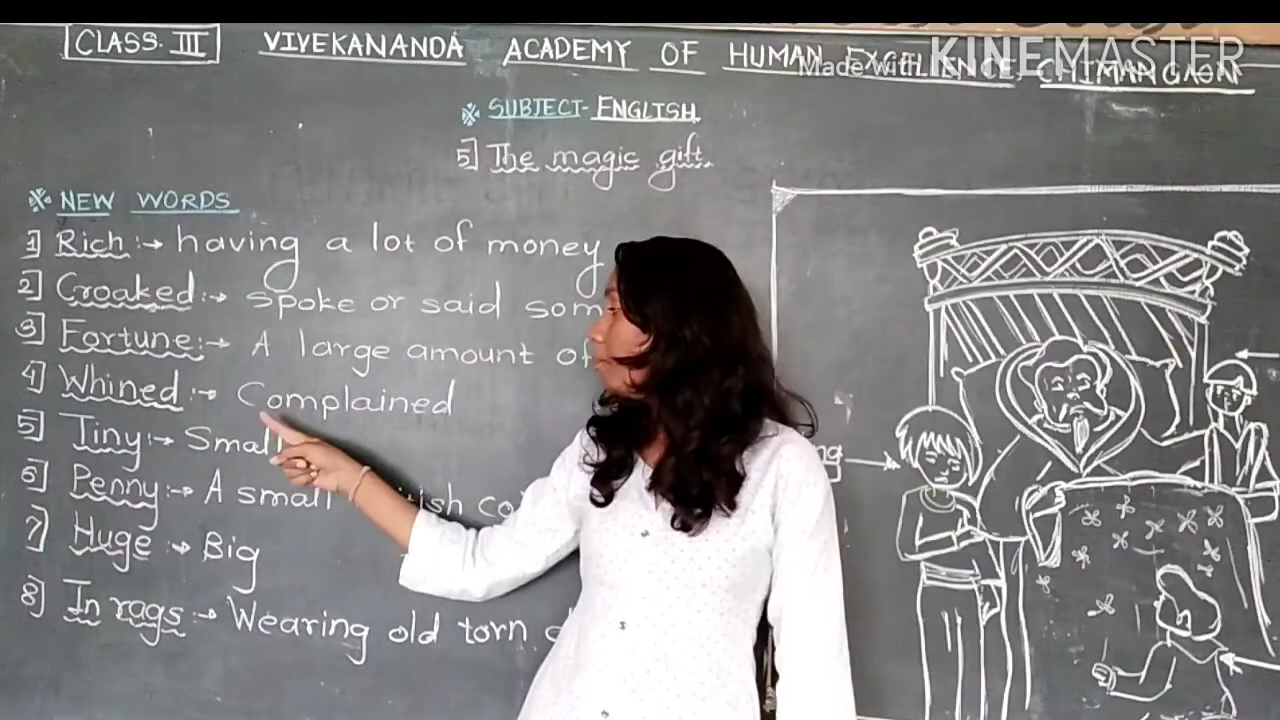 CLASS. III VIVEKANANDA ACADEMY OF HUMAN EXCELLENCE CHIMANGAON
Made with KINEMASTER
※ SUBJECT- ENGLISH
5] The magic gift.
※ NEW WORDS
1] Rich:→ having a lot of money
2] Croaked:→ spoke or said
3] Fortune:→ A large amount of
4] Whined:→ Complained
5] Tiny:→ Small
6] Penny:→ A small
7] Huge:→ Big
8] In rags:→ Wearing old torn